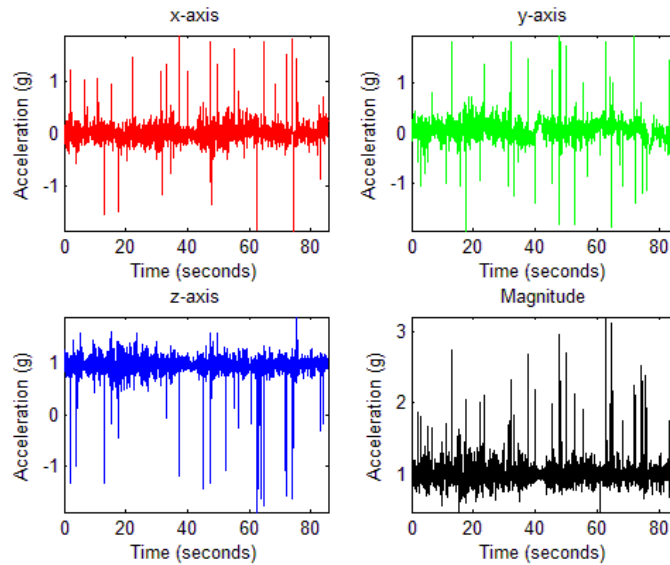 x-axis
Acceleration (g)
1
0
-1
0 20 40 60 80
Time (seconds)
y-axis
Acceleration (g)
1
0
-1
0 20 40 60 80
Time (seconds)
z-axis
Acceleration (g)
1
0
-1
0 20 40 60 80
Time (seconds)
Magnitude
Acceleration (g)
3
2
1
0 20 40 60 80
Time (seconds)